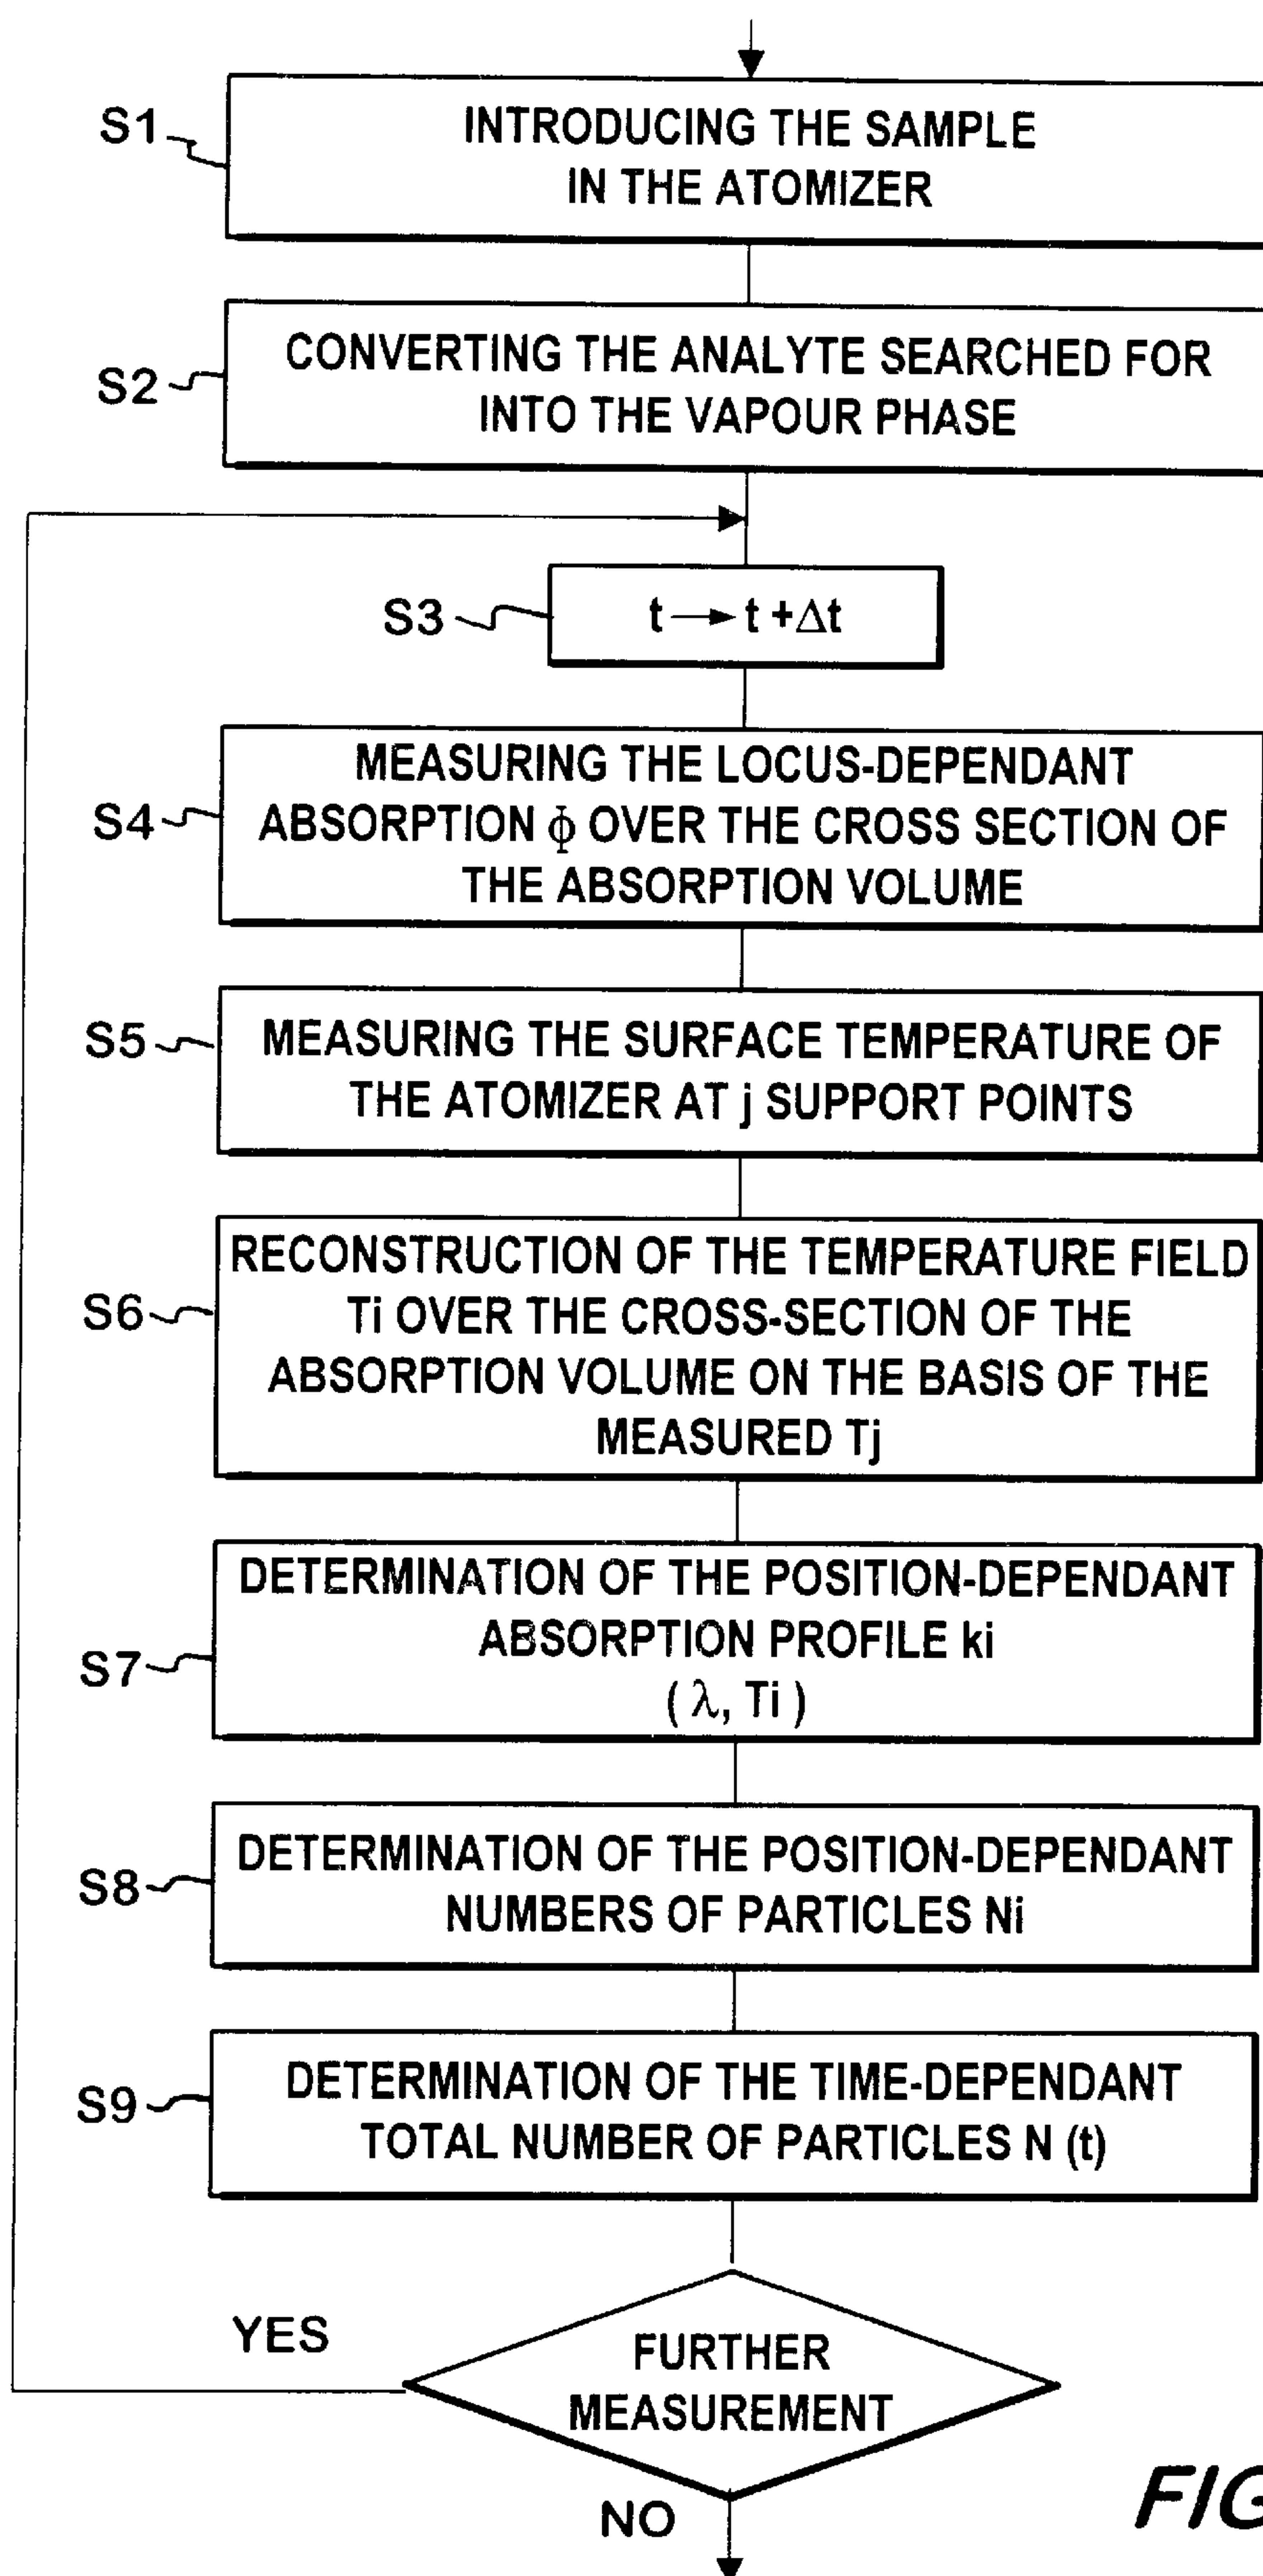 S1
INTRODUCING THE SAMPLE
IN THE ATOMIZER
S2
CONVERTING THE ANALYTE SEARCHED FOR
INTO THE VAPOUR PHASE
S3
t → t +Δt
S4
MEASURING THE LOCUS-DEPENDANT
ABSORPTION ϕ OVER THE CROSS SECTION OF
THE ABSORPTION VOLUME
S5
MEASURING THE SURFACE TEMPERATURE OF
THE ATOMIZER AT j SUPPORT POINTS
S6
RECONSTRUCTION OF THE TEMPERATURE FIELD
Ti OVER THE CROSS-SECTION OF THE
ABSORPTION VOLUME ON THE BASIS OF THE
MEASURED Tj
S7
DETERMINATION OF THE POSITION-DEPENDANT
ABSORPTION PROFILE ki
( λ, Ti )
S8
DETERMINATION OF THE POSITION-DEPENDANT
NUMBERS OF PARTICLES Ni
S9
DETERMINATION OF THE TIME-DEPENDANT
TOTAL NUMBER OF PARTICLES N (t)
YES
FURTHER
MEASUREMENT
NO
FIG